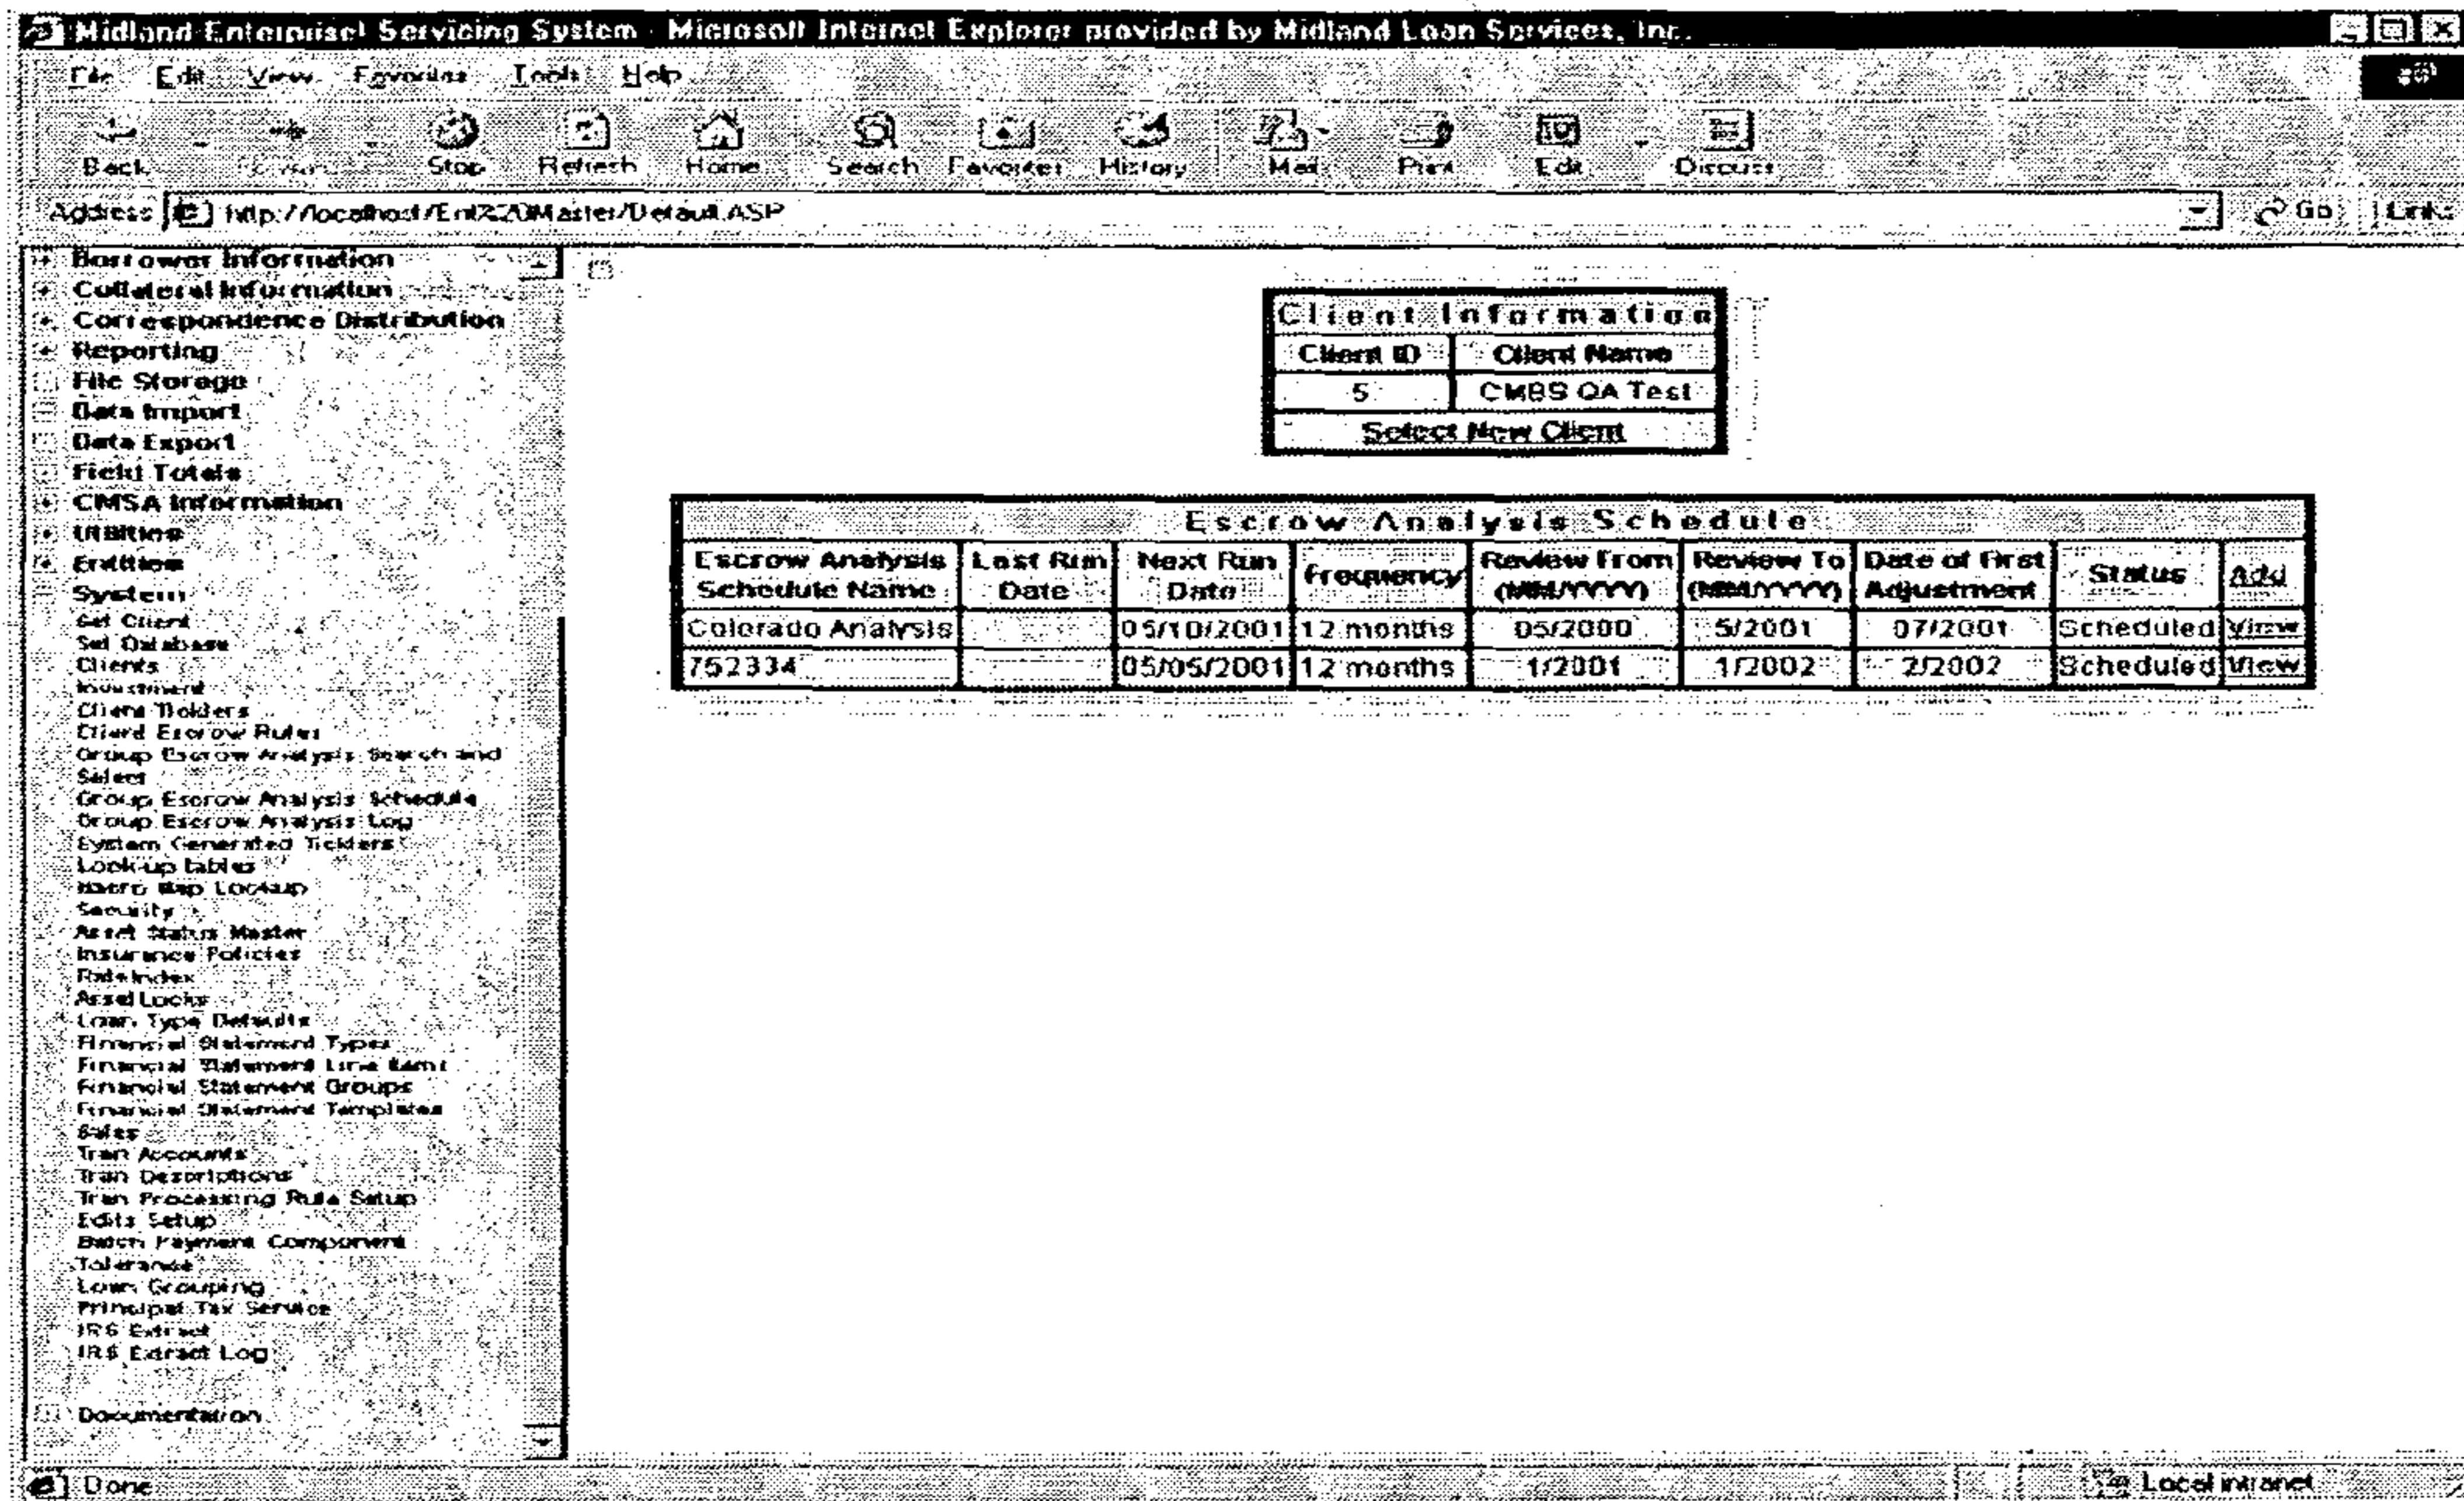 Midland Enterprise! Servicing System - Microsoft Internet Explorer provided by Midland Loan Services, Inc.
File Edit View Favorites Tools Help
Back Stop Refresh Home Search Favorites History Mail Print Edit Discuss
Address http://localhost/Ent%20Master/Default.ASP Go Links
Borrower Information
Collateral Information
Correspondence Distribution
Reporting
File Storage
Data Import
Data Export
Field Totals
CMSA Information
Utilities
Entities
System
Set Client
Set Database
Clients
Investment
Client Ticklers
Client Escrow Rules
Group Escrow Analysis Search and
Select
Group Escrow Analysis Schedule
Group Escrow Analysis Log
System Generated Ticklers
Look-up tables
Macro Map Lookup
Security
Asset Status Master
Insurance Policies
Rate Index
Asset Locks
Loan Type Defaults
Financial Statement Types
Financial Statement Line Items
Financial Statement Groups
Financial Statement Templates
Sales
Tran Accounts
Tran Descriptions
Tran Processing Rule Setup
Edits Setup
Batch Payment Component
Tolerance
Loan Grouping
Principal Tax Service
IRS Extract
IRS Extract Log
Documentation
Client Information
Client ID Client Name
5 CMBS QA Test
Select New Client
Escrow Analysis Schedule
Escrow Analysis Schedule Name Last Run Date Next Run Date Frequency Review From (MM/YYYY) Review To (MM/YYYY) Date of First Adjustment Status Add
Colorado Analysis 05/10/2001 12 months 05/2000 5/2001 07/2001 Scheduled View
752334 05/05/2001 12 months 1/2001 1/2002 2/2002 Scheduled View
Done Local intranet